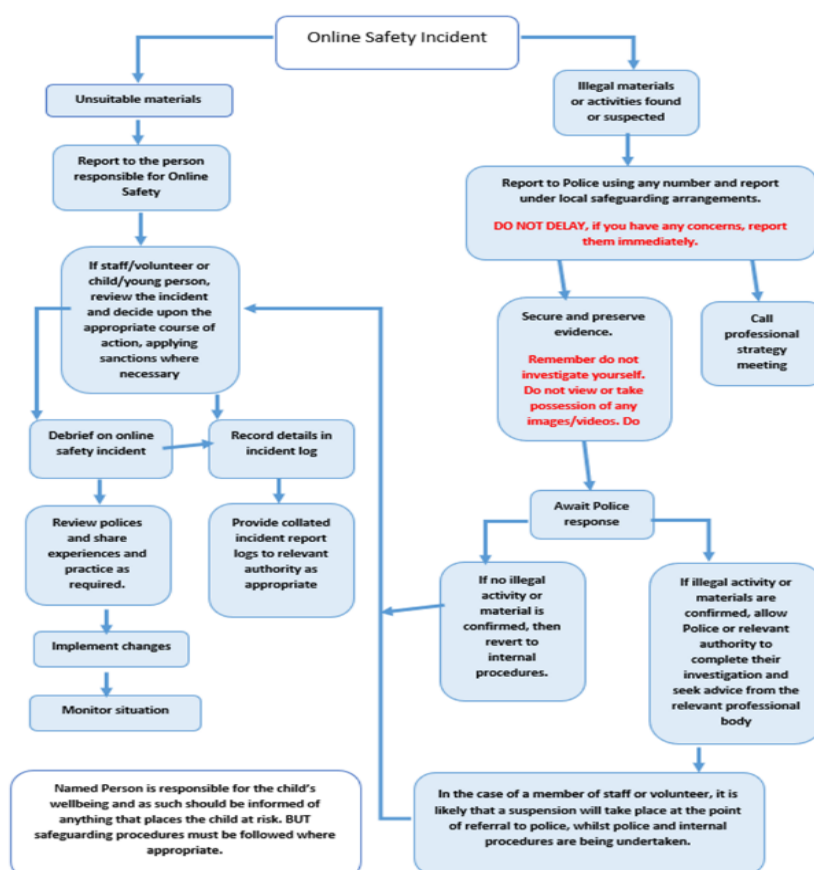 Online Safety Incident
Unsuitable materials
Report to the person
responsible for Online
Safety
If staff/volunteer or
child/young person,
review the incident
and decide upon the
appropriate course of
action, applying
sanctions where
necessary
Debrief on online
safety incident
Record details in
incident log
Review polices
and share
experiences and
practice as
required.
Provide collated
incident report
logs to relevant
authority as
appropriate
Implement changes
Monitor situation
Illegal materials
or activities found
or suspected
Report to Police using any number and report
under local safeguarding arrangements.
DO NOT DELAY, if you have any concerns, report
them immediately.
Secure and preserve
evidence.
Remember do not
investigate yourself.
Do not view or take
possession of any
images/videos. Do
Call
professional
strategy
meeting
Await Police
response
If no illegal
activity or
material is
confirmed, then
revert to
internal
procedures.
If illegal activity or
materials are
confirmed, allow
Police or relevant
authority to
complete their
investigation and
seek advice from the
relevant professional
body
In the case of a member of staff or volunteer, it is
likely that a suspension will take place at the point
of referral to police, whilst police and internal
procedures are being undertaken.
Named Person is responsible for the child's
wellbeing and as such should be informed of
anything that places the child at risk. BUT
safeguarding procedures must be followed where
appropriate.